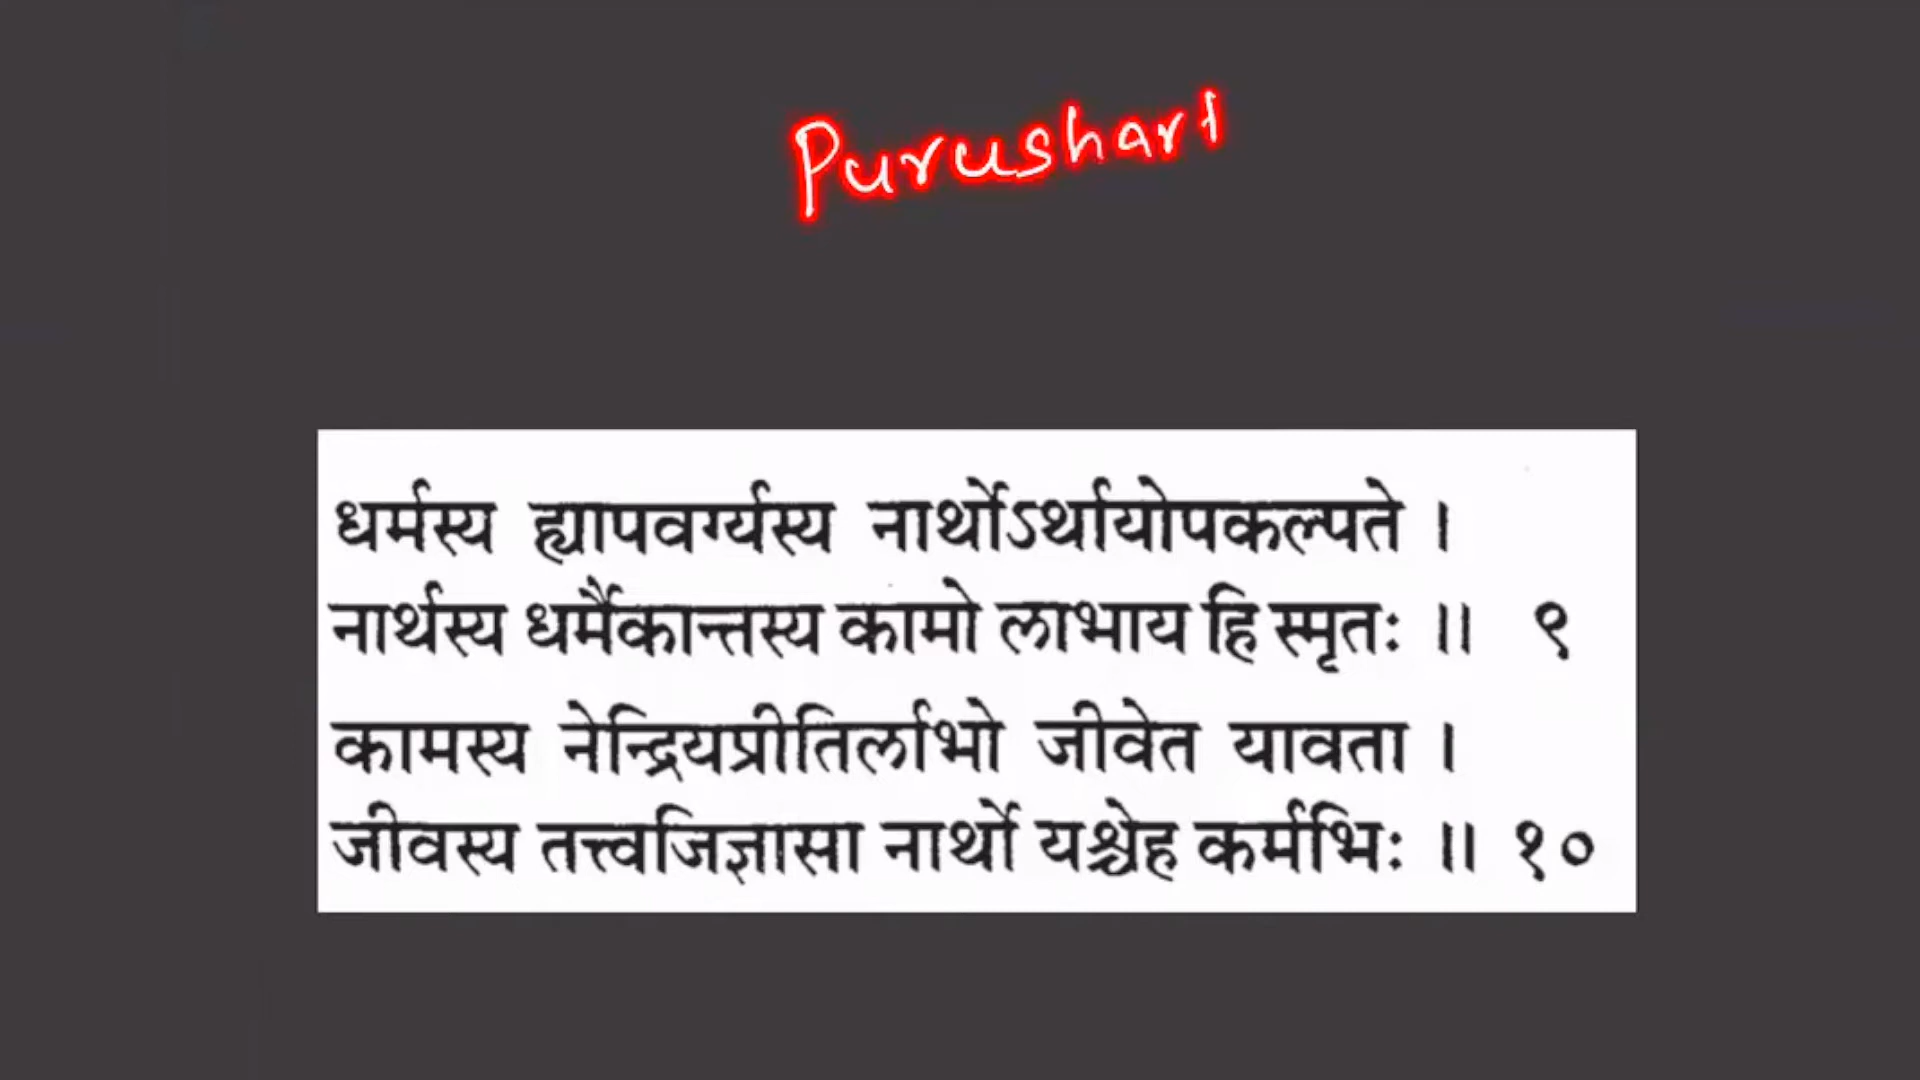 Purushart
धर्मस्य ह्यापवर्ग्यस्य नार्थोऽर्थायोपकल्पते ।
नार्थस्य धर्मैकान्तस्य कामो लाभाय हि स्मृतः ॥ ९
कामस्य नेन्द्रियप्रीतिर्लाभो जीवेत यावता ।
जीवस्य तत्त्वजिज्ञासा नार्थो यश्चेह कर्मभिः ॥ १०